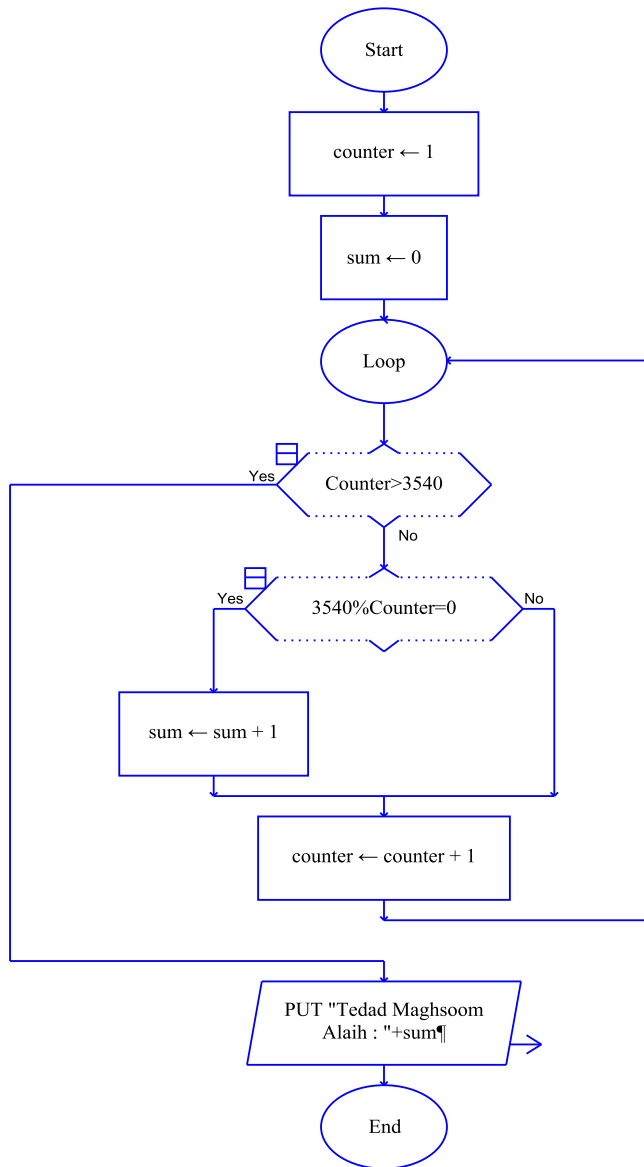 Start
counter ← 1
sum ← 0
Loop
Yes
Counter>3540
No
Yes
3540%Counter=0
No
sum ← sum + 1
counter ← counter + 1
PUT "Tedad Maghsoom
Alaih : "+sum¶
End